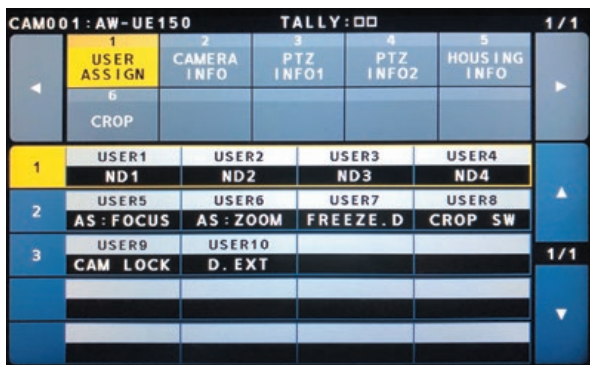 CAM001:AW-UE150 TALLY:□□ 1/1
1 2 3 4 5
USER ASSIGN CAMERA INFO PTZ INFO1 PTZ INFO2 HOUSING INFO
◀ ▶
6
CROP
1 USER1 USER2 USER3 USER4
ND1 ND2 ND3 ND4
2 USER5 USER6 USER7 USER8 ▲
AS:FOCUS AS:ZOOM FREEZE.D CROP SW
3 USER9 USER10 1/1
CAM LOCK D.EXT
▼